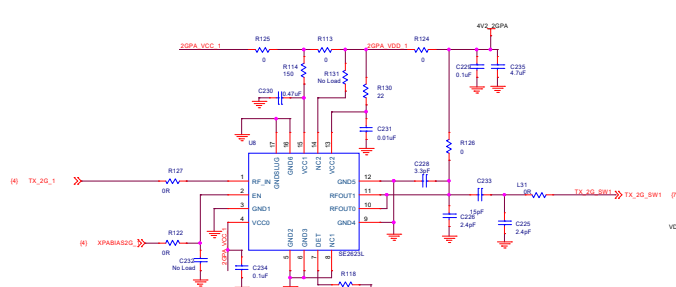 4V2_2GPA
R125
R113
R124
2GPA_VCC_1
2GPA_VDD_1
0
0
0
R114
150
R131
No Load
C229
0.1uF
C235
4.7uF
C230
0.47uF
R130
22
C231
0.01uF
R126
0
U8
17
16
15
14
13
GNDSLUG
GND6
VCC1
NC2
VCC2
R127
C228
3.3pF
(4)
TX_2G_1
1
RF_IN
GND5
12
C233
L31
0R
2
EN
RFOUT1
11
0R
TX_2G_SW1
TX_2G_SW1
3
GND1
RFOUT0
10
15pF
4
VCC0
GND4
9
C226
2.4pF
C225
2.4pF
R122
(4)
XPABIAS2G_
0R
2GPA_VCC_1
GND2
GND3
DET
NC1
SE2623L
5
6
7
8
C232
No Load
C234
0.1uF
R118